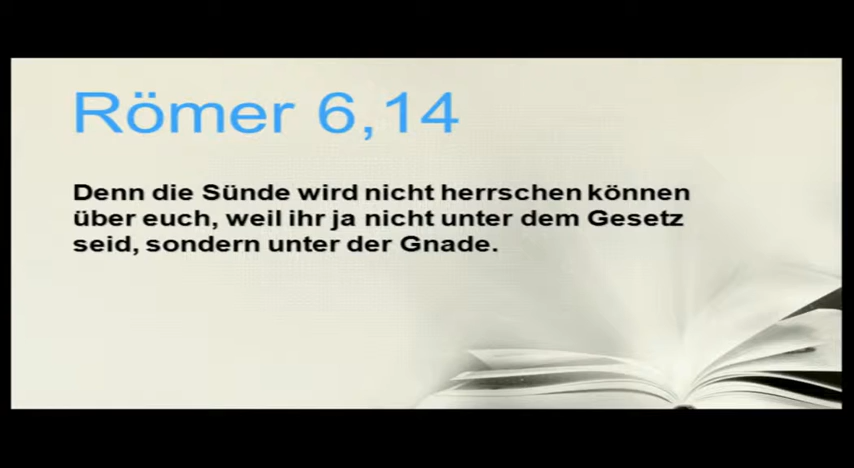 Römer 6,14
Denn die Sünde wird nicht herrschen können
über euch, weil ihr ja nicht unter dem Gesetz
seid, sondern unter der Gnade.